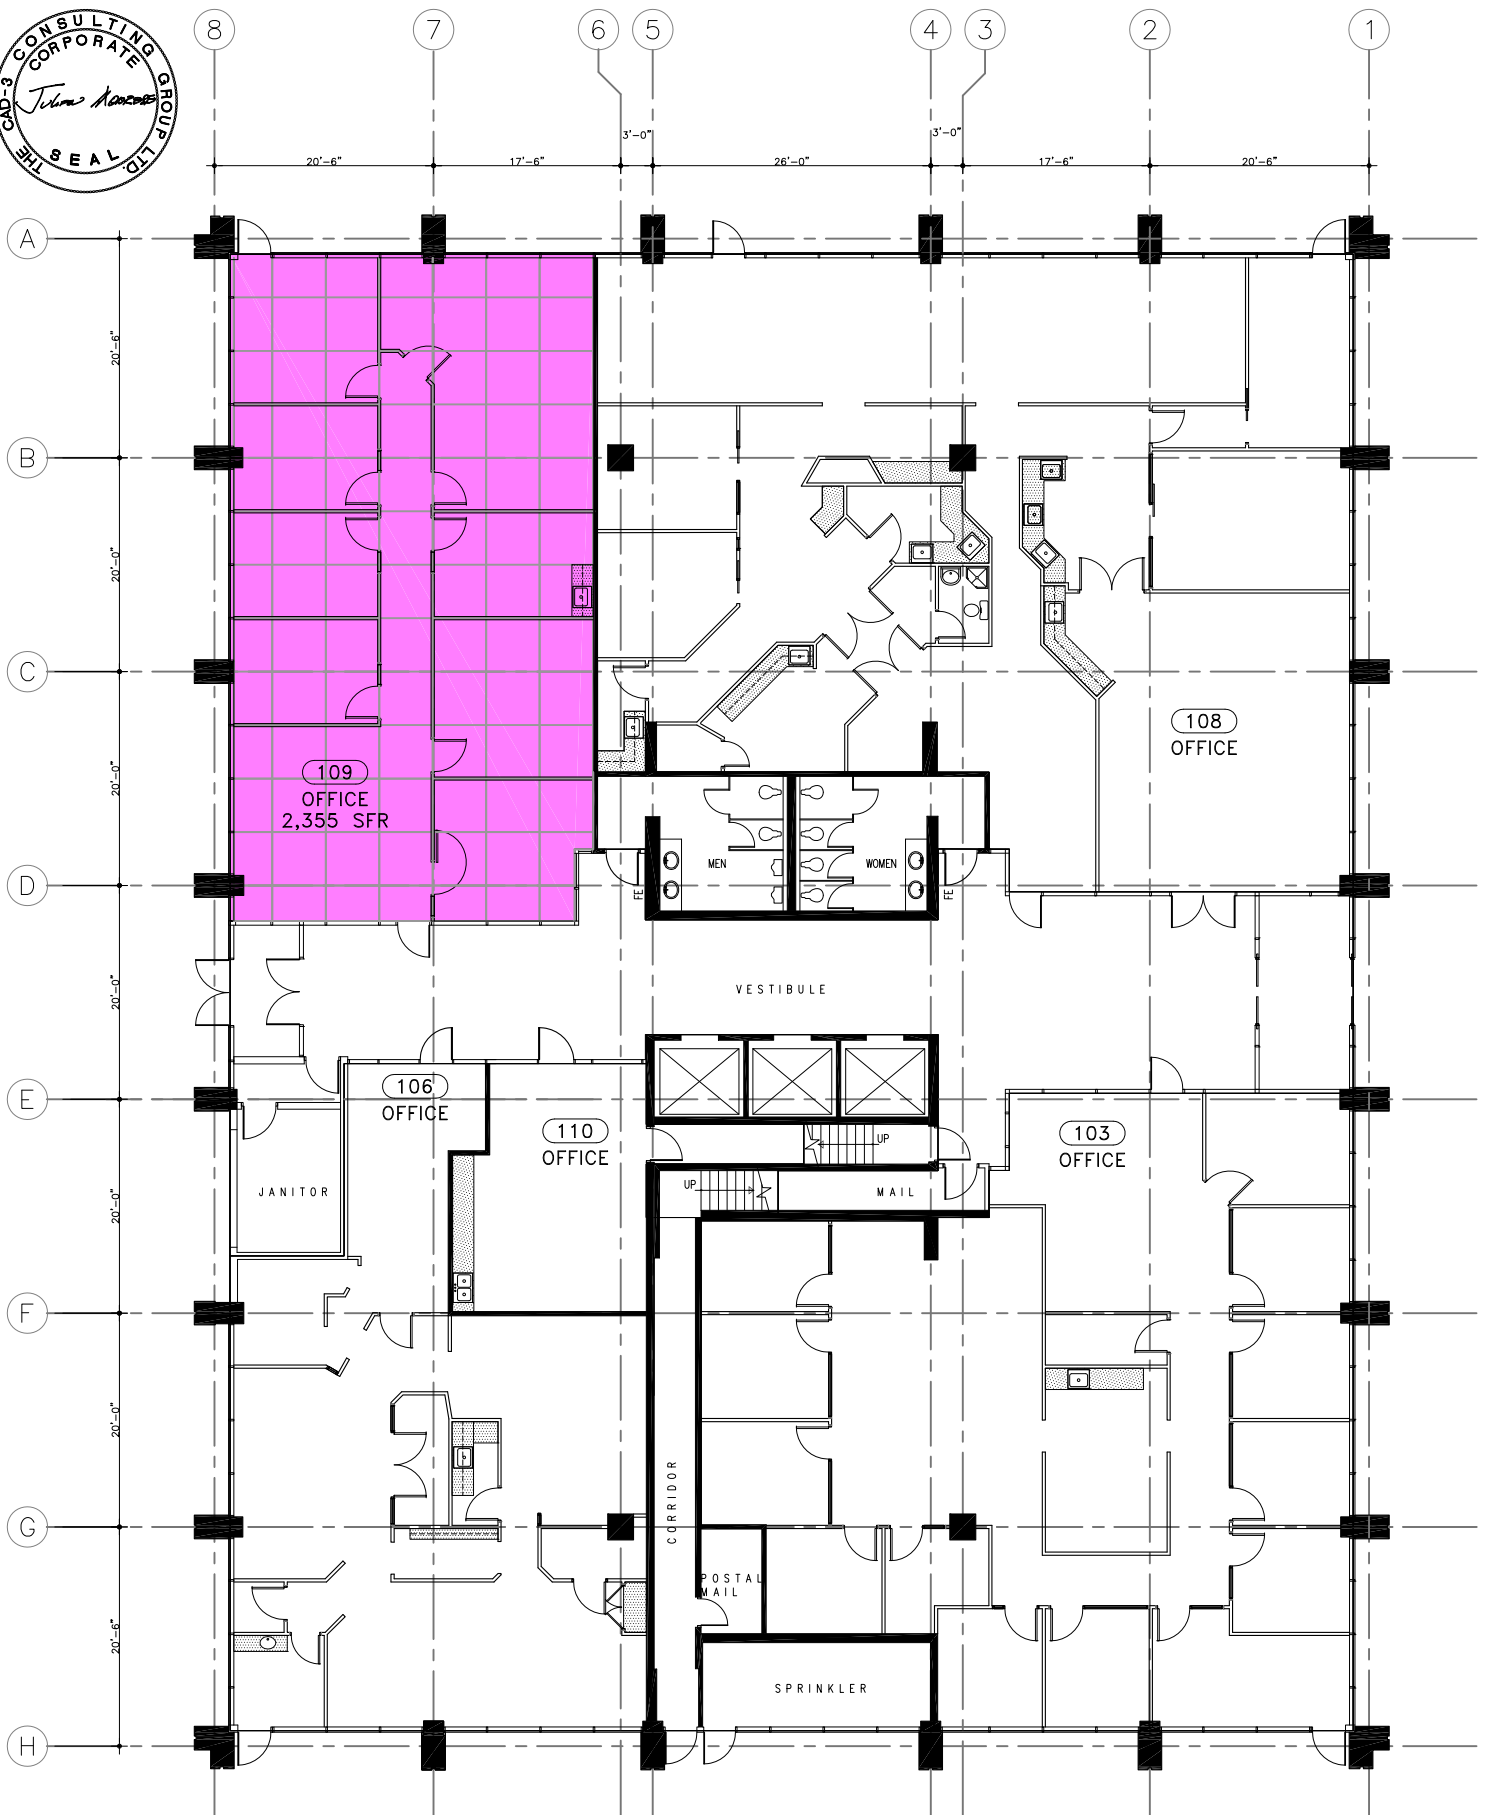 THE CAD-3 CONSULTING GROUP LTD.
CORPORATE
SEAL
8 7 6 5 4 3 2 1
3'-0" 3'-0"
20'-6" 17'-6" 26'-0" 17'-6" 20'-6"
A
20'-6"
B
20'-0"
C
108
OFFICE
109
OFFICE
2,355 SFR
20'-0"
MEN
WOMEN
D
FE
FE
20'-0"
VESTIBULE
106
OFFICE
E
110
OFFICE
103
OFFICE
UP
UP
MAIL
JANITOR
20'-0"
F
20'-0"
CORRIDOR
G
POSTAL
MAIL
20'-6"
SPRINKLER
H